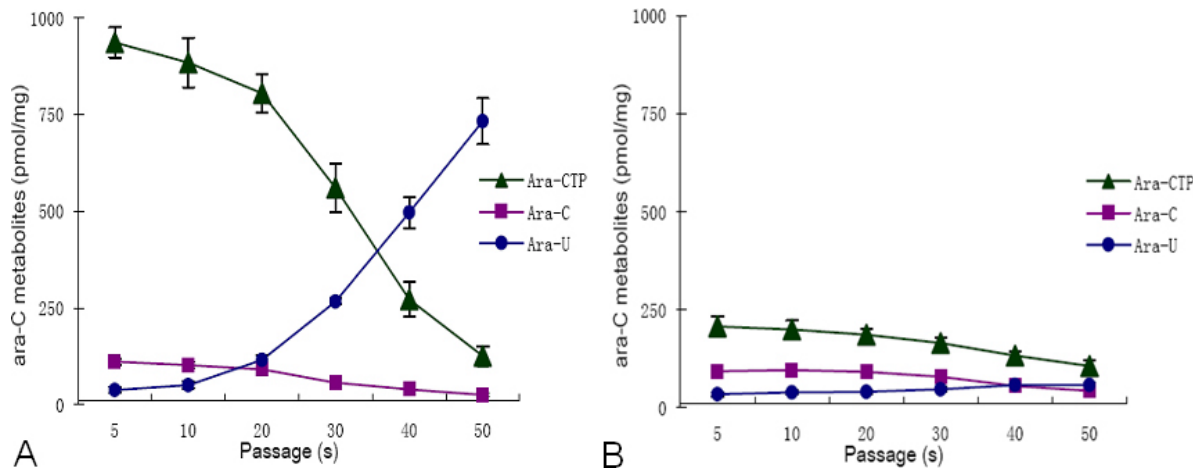 ara-C metabolites (pmol/mg)
1000
750
500
250
0
5 10 20 30 40 50
Passage (s)
Ara-CTP
Ara-C
Ara-U
A
ara-C metabolites (pmol/mg)
1000
750
500
250
0
5 10 20 30 40 50
Passage (s)
Ara-CTP
Ara-C
Ara-U
B